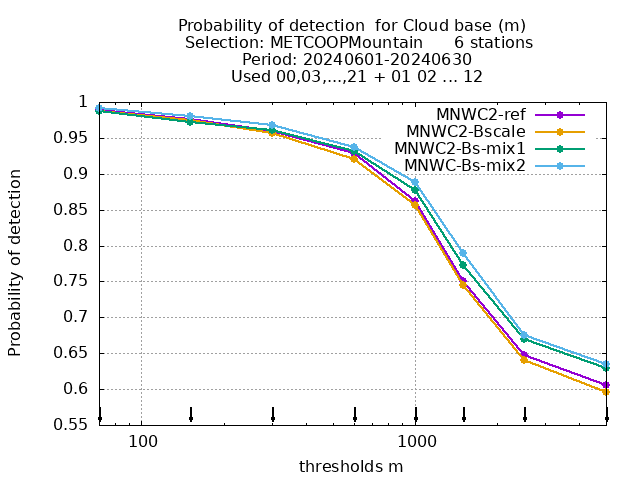 Probability of detection  for Cloud base (m)
Selection: METCOOPMountain      6 stations
Period: 20240601-20240630
Used 00,03,...,21 + 01 02 ... 12
MNWC2-ref
MNWC2-Bscale
MNWC2-Bs-mix1
MNWC-Bs-mix2
Probability of detection
1
0.95
0.9
0.85
0.8
0.75
0.7
0.65
0.6
0.55
100
1000
thresholds m